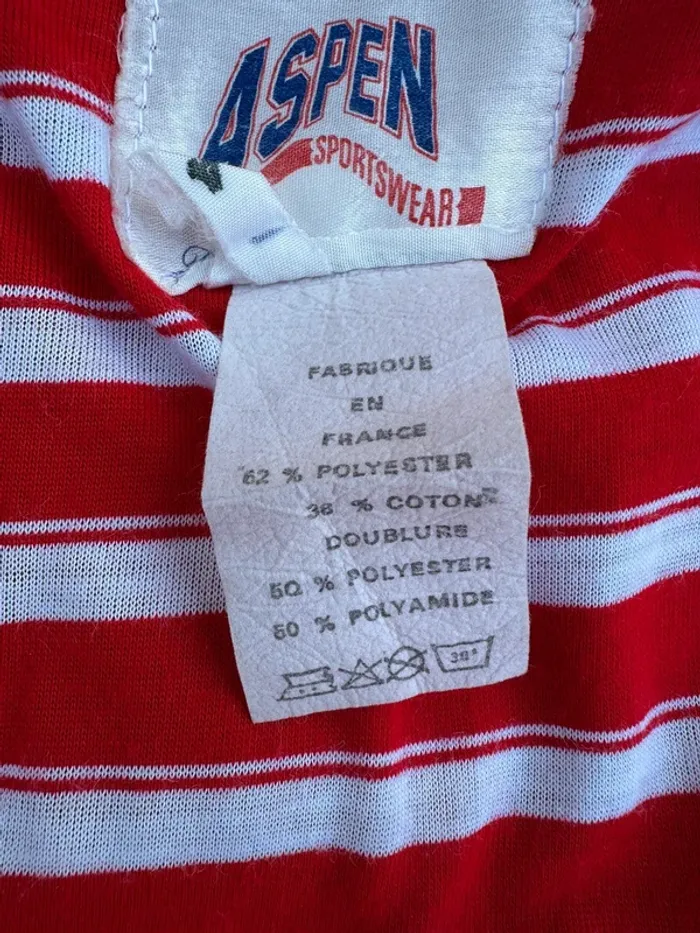 ASPEN
SPORTSWEAR
FABRIQUE
EN
FRANCE
62 % POLYESTER
38 % COTON
DOUBLURE
50 % POLYESTER
50 % POLYAMIDE
30°